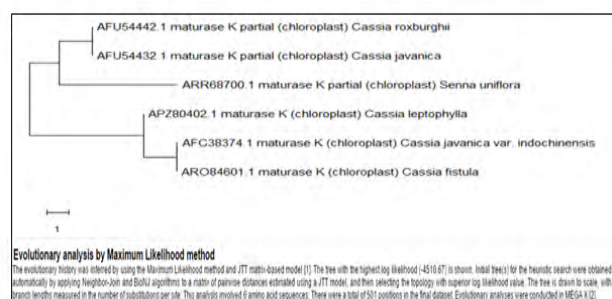 AFU54442.1 maturase K partial (chloroplast) Cassia roxburghii
AFU54432.1 maturase K partial (chloroplast) Cassia javanica
ARR68700.1 maturase K partial (chloroplast) Senna uniflora
APZ80402.1 maturase K (chloroplast) Cassia leptophylla
AFC38374.1 maturase K (chloroplast) Cassia javanica var. indochinensis
ARO84601.1 maturase K (chloroplast) Cassia fistula
1
Evolutionary analysis by Maximum Likelihood method
The evolutionary history was inferred by using the Maximum Likelihood method and JTT matrix-based model [1]. The tree with the highest log likelihood (-4510.67) is shown. Initial tree(s) for the heuristic search were obtained
automatically by applying Neighbor-Join and BioNJ algorithms to a matrix of pairwise distances estimated using a JTT model, and then selecting the topology with superior log likelihood value. The tree is drawn to scale, with
branch lengths measured in the number of substitutions per site. This analysis involved 6 amino acid sequences. There were a total of 501 positions in the final dataset. Evolutionary analyses were conducted in MEGA X [2]